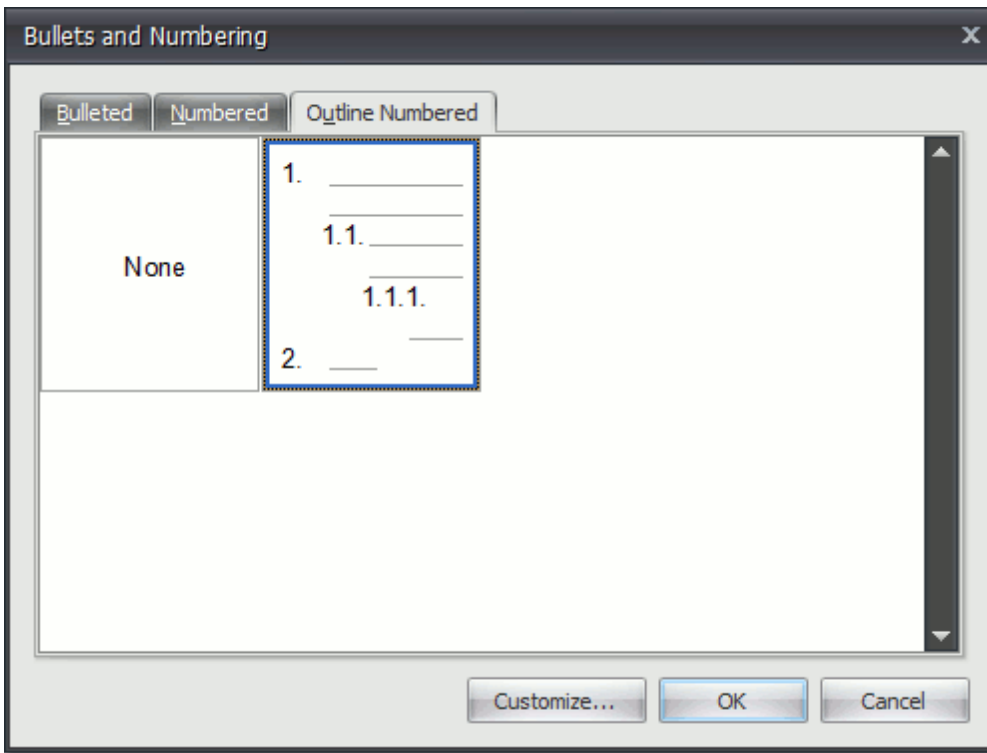 Bullets and Numbering
Bulleted Numbered Outline Numbered
None
1.
1.1.
1.1.1.
2.
Customize... OK Cancel